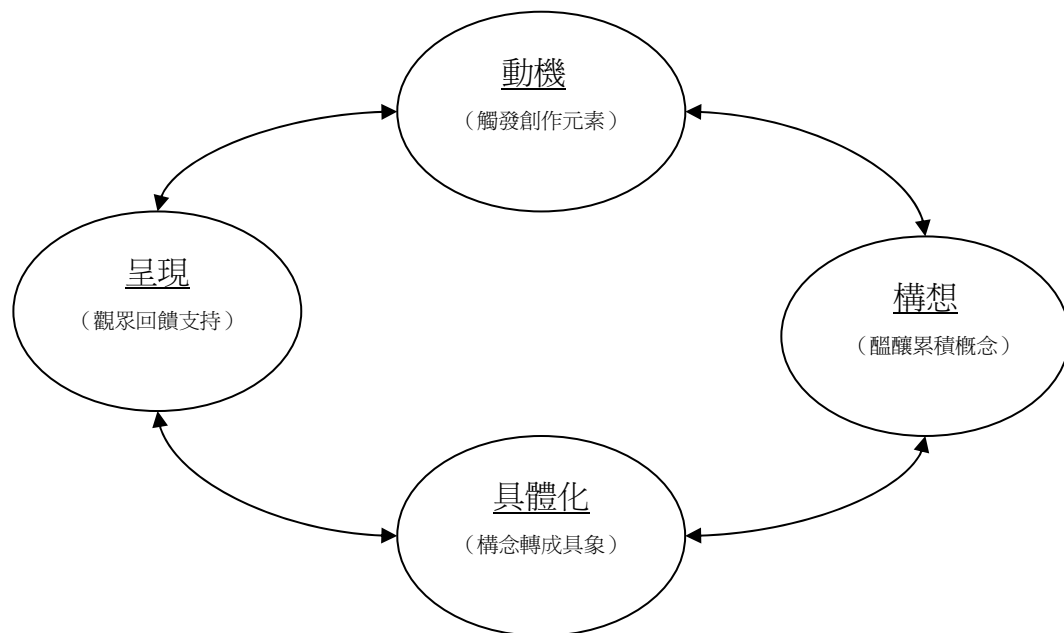 動機
（觸發創作元素）
呈現
（觀眾回饋支持）
構想
（醞釀累積概念）
具體化
（構念轉成具象）